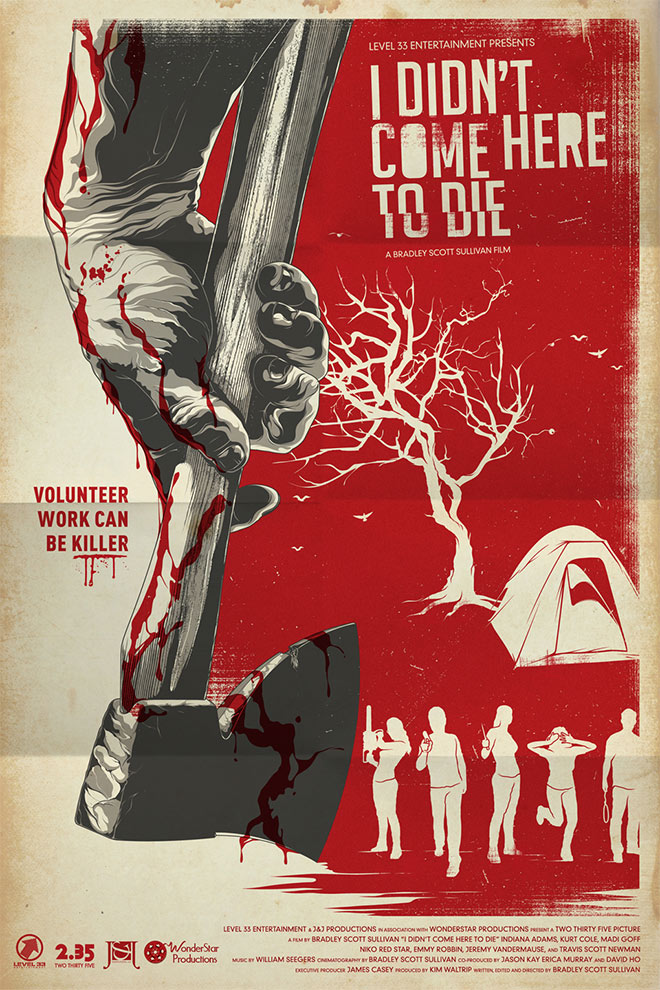 LEVEL 33 ENTERTAINMENT PRESENTS
I DIDN'T
COME HERE
TO DIE
A BRADLEY SCOTT SULLIVAN FILM
VOLUNTEER
WORK CAN
BE KILLER
LEVEL 33 ENTERTAINMENT & J&J PRODUCTIONS IN ASSOCIATION WITH WONDERSTAR PRODUCTIONS PRESENT A TWO THIRTY FIVE PICTURE
A FILM BY BRADLEY SCOTT SULLIVAN "I DIDN'T COME HERE TO DIE" INDIANA ADAMS, KURT COLE, MADI GOFF
NIKO RED STAR, EMMY ROBBIN, JEREMY VANDERMAUSE, AND TRAVIS SCOTT NEWMAN
MUSIC BY WILLIAM SEEGERS CINEMATOGRAPHY BY BRADLEY SCOTT SULLIVAN CO-PRODUCED BY JASON KAY ERICA MURRAY AND DAVID HO
EXECUTIVE PRODUCER JAMES CASEY PRODUCED BY KIM WALTRIP WRITTEN, EDITED AND DIRECTED BY BRADLEY SCOTT SULLIVAN
LEVEL 33
2.35
TWO THIRTY FIVE
J&J
WonderStar
Productions